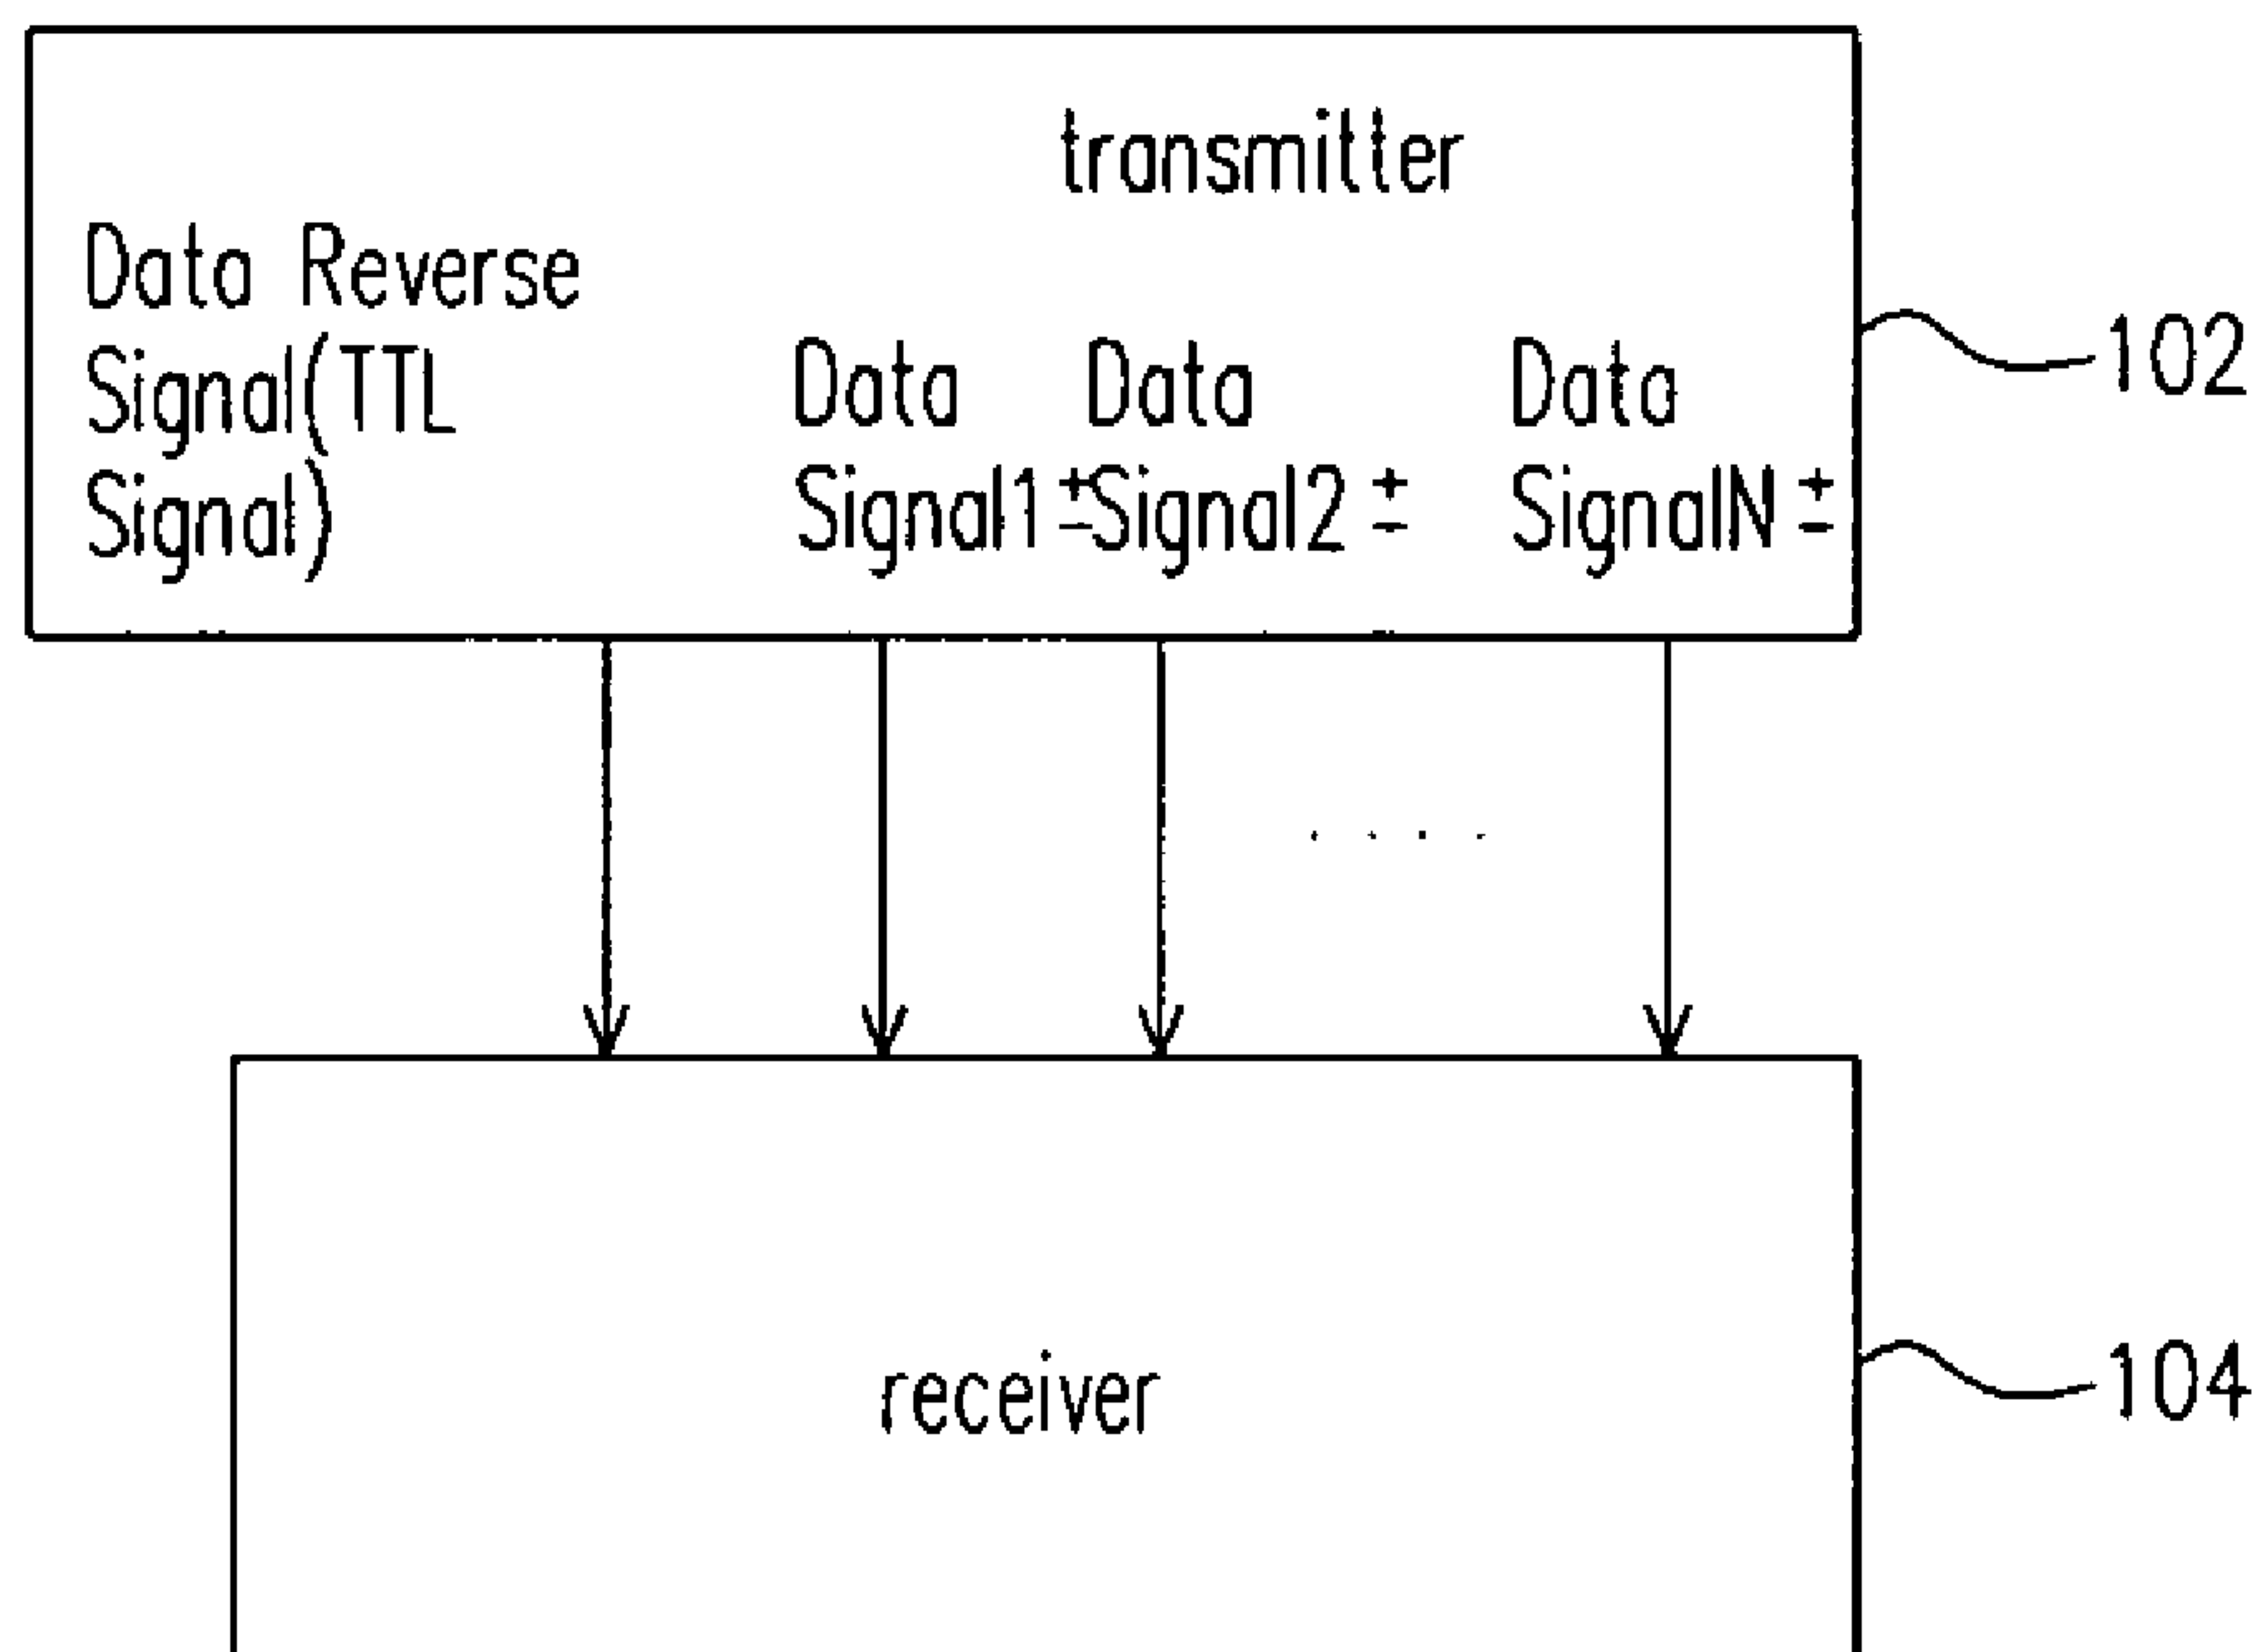 transmitter
Data Reverse
Signal(TTL
Signal)
Data
Signal1 ±
Data
Signal2 ±
Data
SignalN ±
102
. . . .
receiver
104